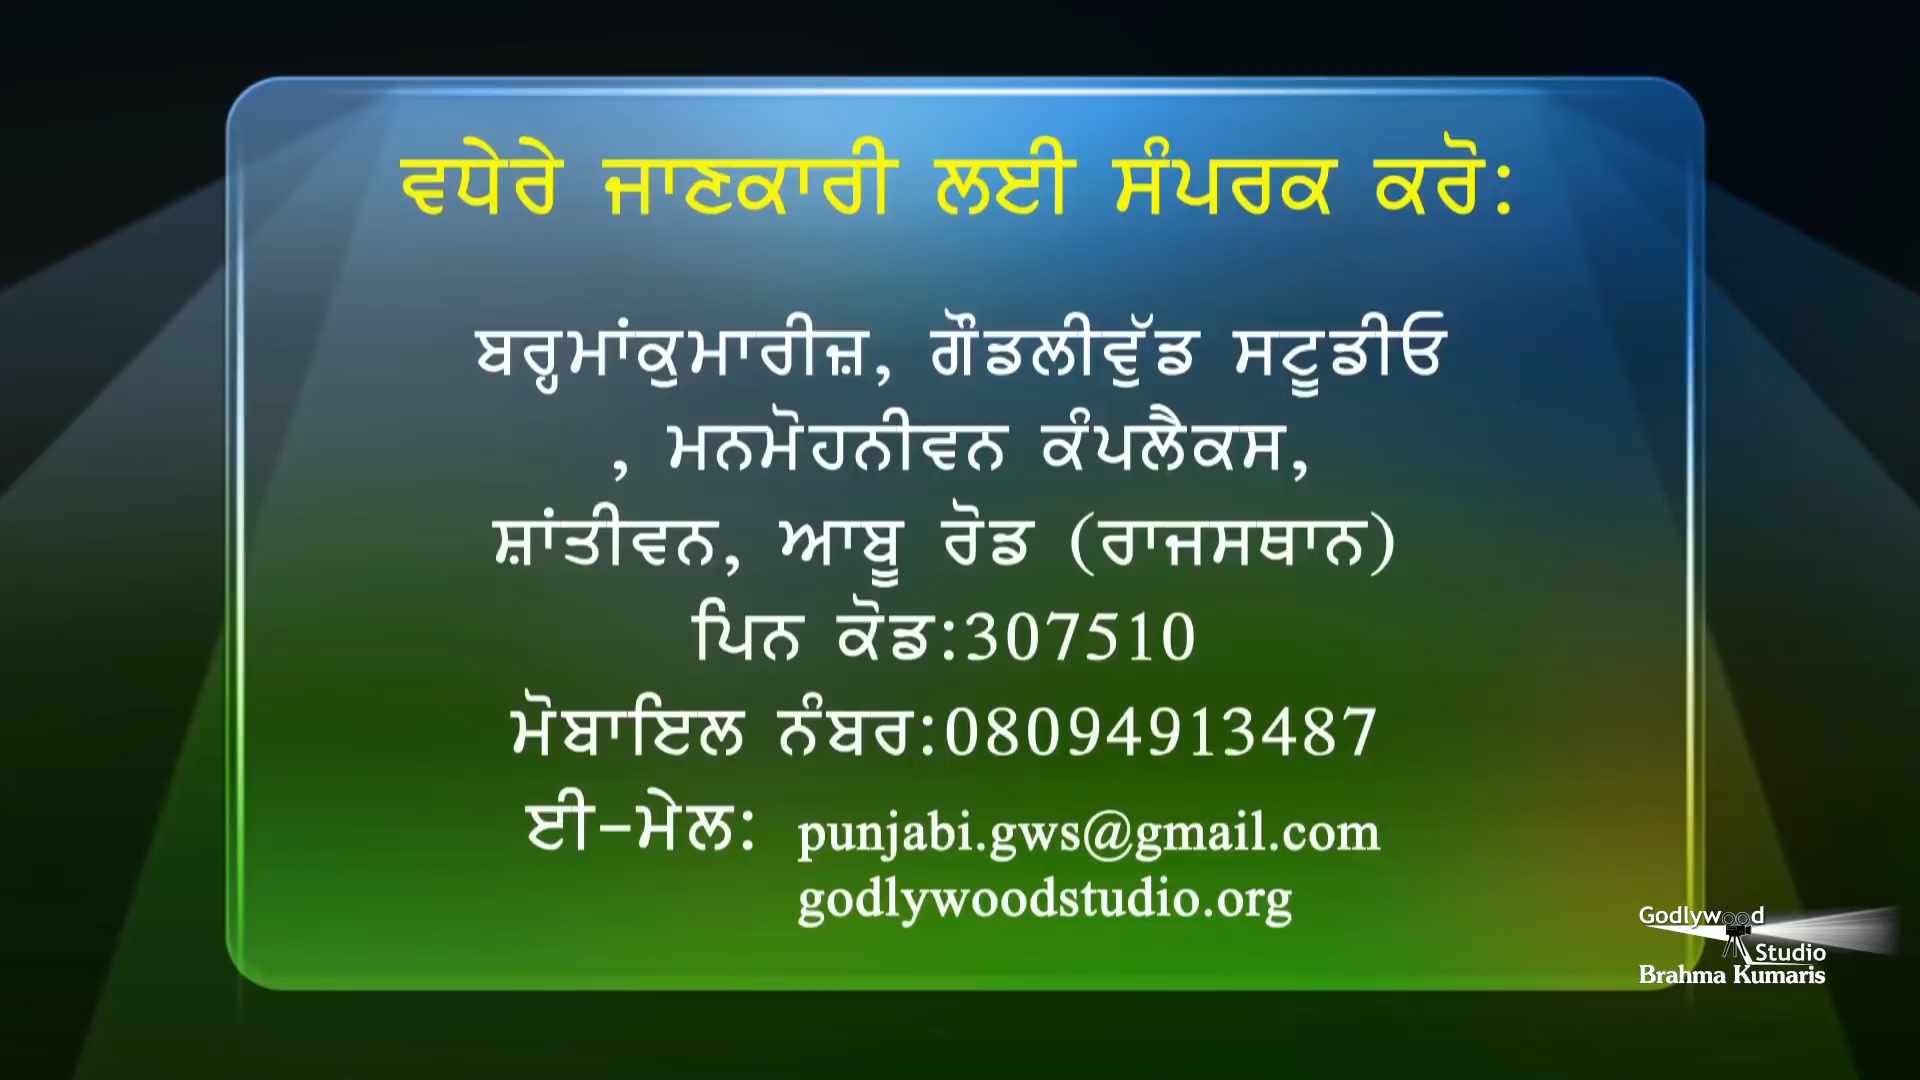 ਵਧੇਰੇ ਜਾਣਕਾਰੀ ਲਈ ਸੰਪਰਕ ਕਰੋ:
ਬਰ੍ਹਮਾਂਕੁਮਾਰੀਜ਼, ਗੌਡਲੀਵੁੱਡ ਸਟੂਡੀਓ
, ਮਨਮੋਹਨੀਵਨ ਕੰਪਲੈਕਸ,
ਸ਼ਾਂਤੀਵਨ, ਆਬੂ ਰੋਡ (ਰਾਜਸਥਾਨ)
ਪਿਨ ਕੋਡ:307510
ਮੋਬਾਇਲ ਨੰਬਰ:08094913487
ਈ-ਮੇਲ: punjabi.gws@gmail.com
godlywoodstudio.org
Godlywood
Studio
Brahma Kumaris